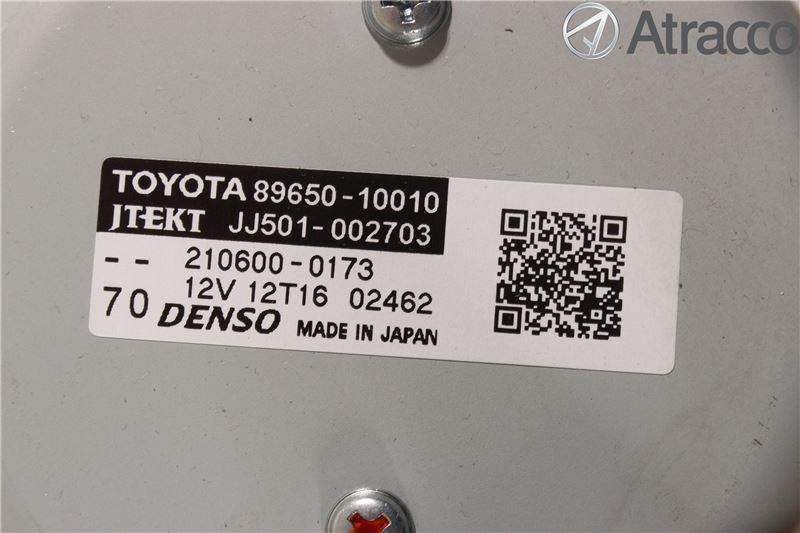 Atracco
TOYOTA 89650-10010
JTEKT JJ501-002703
-- 210600-0173
12V 12T16 02462
70 DENSO MADE IN JAPAN